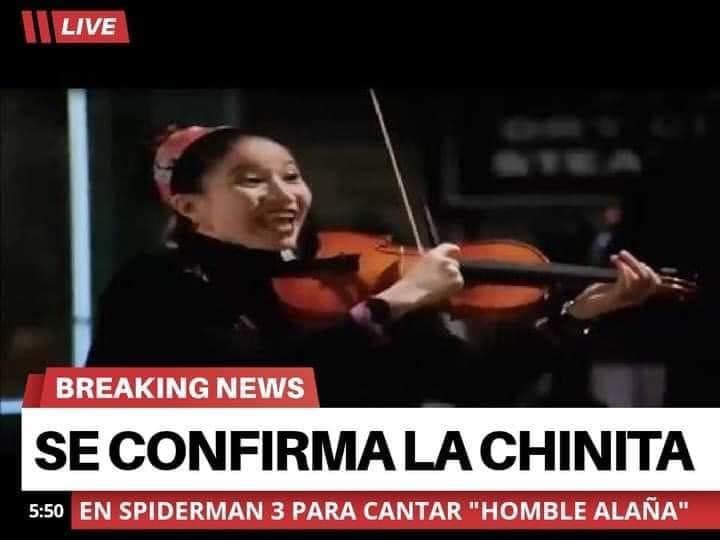 LIVE
BREAKING NEWS
SE CONFIRMA LA CHINITA
5:50 EN SPIDERMAN 3 PARA CANTAR "HOMBLE ALAÑA"